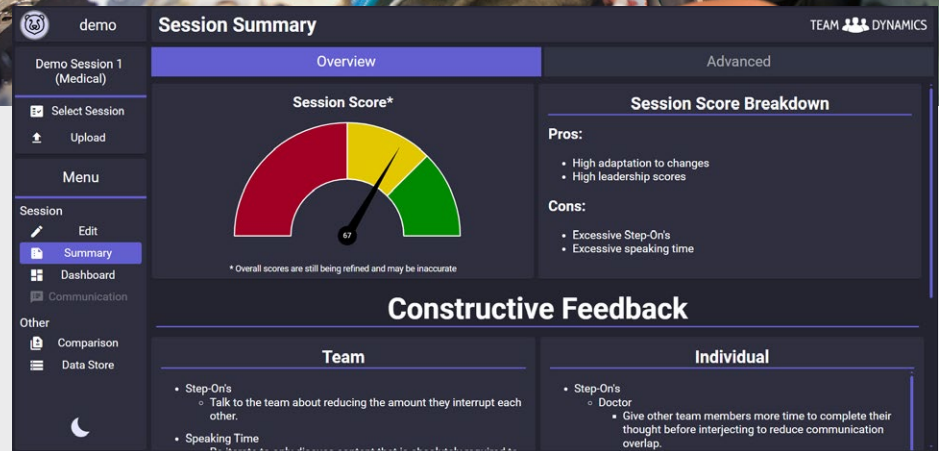 demo
Session Summary
TEAM DYNAMICS
Demo Session 1
(Medical)
Select Session
Upload
Menu
Session
Edit
Summary
Dashboard
Communication
Other
Comparison
Data Store
Overview
Advanced
Session Score*
67
* Overall scores are still being refined and may be inaccurate
Session Score Breakdown
Pros:
• High adaptation to changes
• High leadership scores
Cons:
• Excessive Step-On's
• Excessive speaking time
Constructive Feedback
Team
• Step-On's
◦ Talk to the team about reducing the amount they interrupt each
other.
• Speaking Time
Individual
• Step-On's
◦ Doctor
▪ Give other team members more time to complete their
thought before interjecting to reduce communication
overlap.